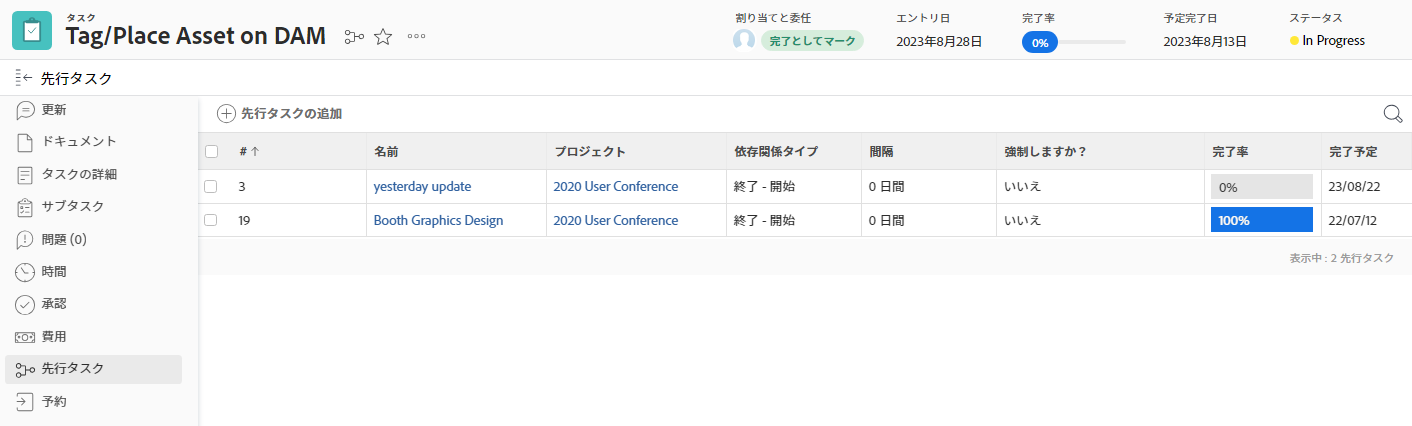 タスク
Tag/Place Asset on DAM
割り当てと委任
完了としてマーク
エントリ日
2023年8月28日
完了率
0%
予定完了日
2023年8月13日
ステータス
In Progress
先行タスク
更新
ドキュメント
タスクの詳細
サブタスク
問題 (0)
時間
承認
費用
先行タスク
予約
先行タスクの追加
# ↑ 名前 プロジェクト 依存関係タイプ 間隔 強制しますか? 完了率 完了予定
3 yesterday update 2020 User Conference 終了 - 開始 0 日間 いいえ 0% 23/08/22
19 Booth Graphics Design 2020 User Conference 終了 - 開始 0 日間 いいえ 100% 22/07/12
表示中 : 2 先行タスク